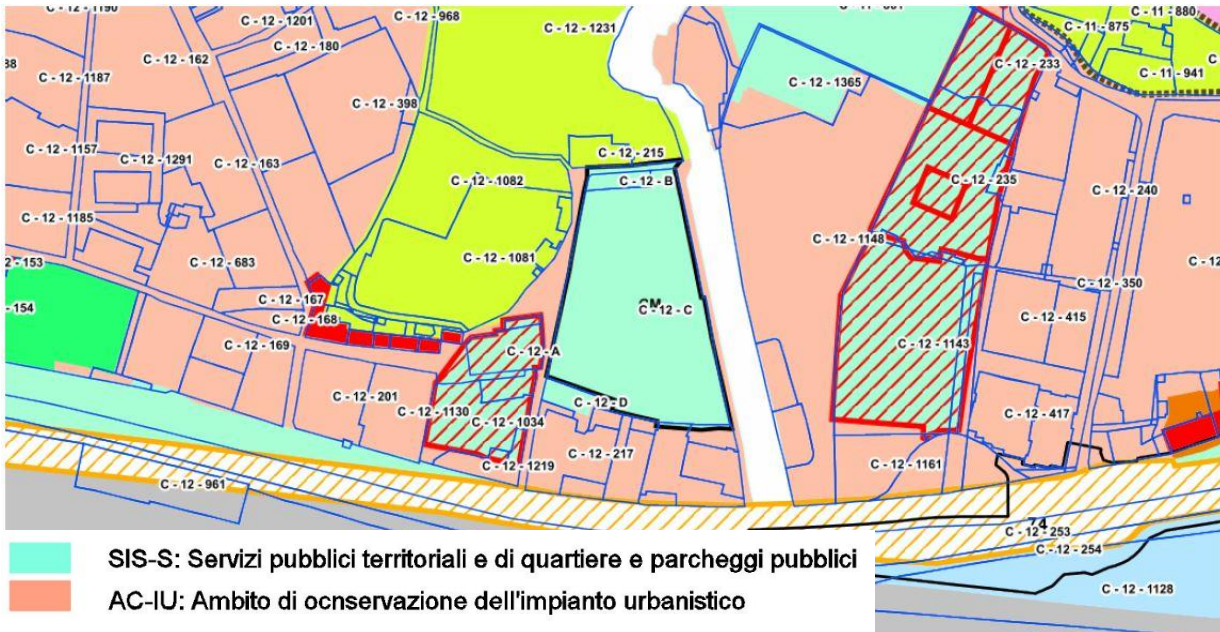 C - 12 - 1190
C - 12 - 968
C - 12 - 1201
C - 12 - 1231
C - 11 - 880
C - 11 - 875
C - 12 - 180
C - 12 - 162
C - 12 - 233
C - 11 - 941
C - 12 - 1187
C - 12 - 1365
C - 12 - 398
C - 12 - 1157
C - 12 - 1291
C - 12 - 163
C - 12 - 215
C - 12 - 1082
C - 12 - B
C - 12 - 235
C - 12 - 240
C - 12 - 1185
C - 12 - 1148
2 - 153
C - 12 - 683
C - 12 - 1081
C - 12 - 350
- 154
C - 12 - 167
C - 12 - C
C - 12 - 168
C - 12 - 415
C - 12 - 169
C - 12 - A
C - 12 - 1143
C - 12 - 201
C - 12 - D
C - 12 - 1130
C - 12 - 1034
C - 12 - 417
C - 12 - 217
C - 12 - 1219
C - 12 - 1161
C - 12 - 961
74
C - 12 - 253
C - 12 - 254
C - 12 - 1128
SIS-S: Servizi pubblici territoriali e di quartiere e parcheggi pubblici
AC-IU: Ambito di ocnservazione dell'impianto urbanistico